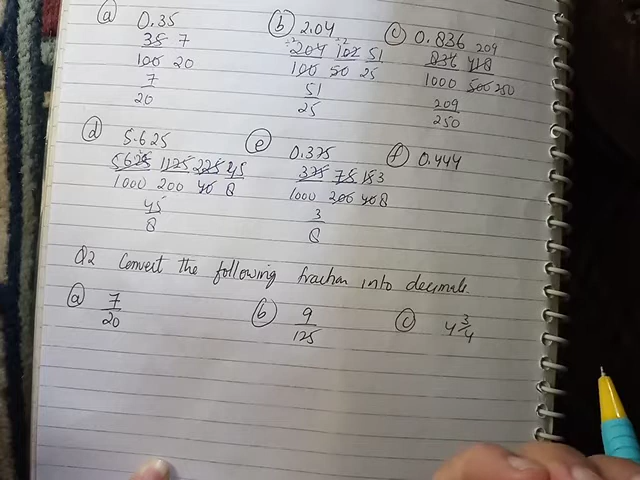 (a) 0.35 (b) 2.04 (c) 0.836 209
35 7 204 102 51 836 418
100 20 100 50 25 1000 500 250
7 51 209
20 25 250
(d) 5.625 (e) 0.375 (f) 0.444
5625 1125 225 45 375 75 15 3
1000 200 40 8 1000 200 40 8
45 3
8 8
Q2 Convert the following fraction into decimals.
(a) 7 (b) 9 (c) 4 3/4
20 125